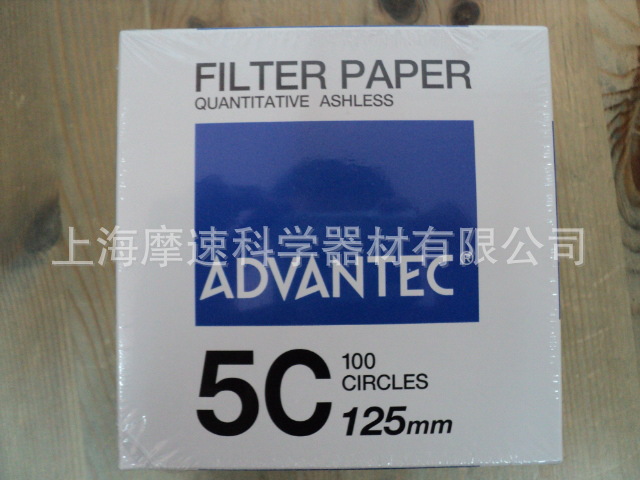 FILTER PAPER
QUANTITATIVE ASHLESS
上海摩速科学器材有限公司
ADVANTEC®
5C
100
CIRCLES
125mm